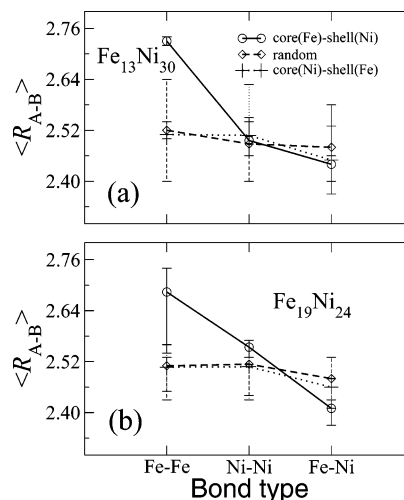 2.76
2.64
2.52
2.40
<R_A-B>
Fe13Ni30
core(Fe)-shell(Ni)
random
core(Ni)-shell(Fe)
(a)
2.76
2.64
2.52
2.40
<R_A-B>
Fe19Ni24
(b)
Fe-Fe Ni-Ni Fe-Ni
Bond type